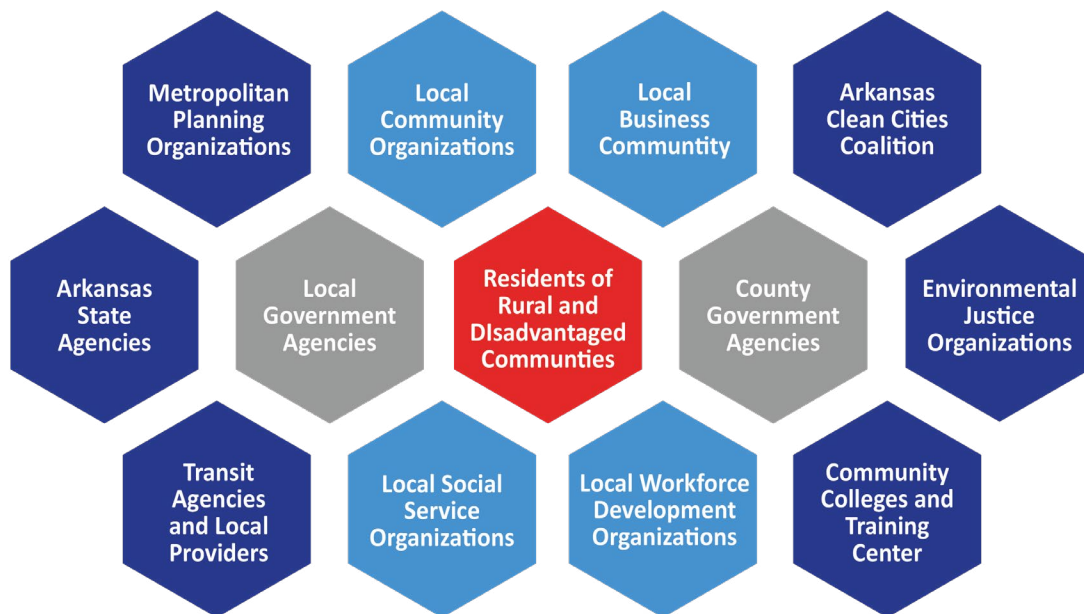 Metropolitan
Planning
Organizations
Local
Community
Organizations
Local
Business
Communtity
Arkansas
Clean Cities
Coalition
Arkansas
State
Agencies
Local
Government
Agencies
Residents of
Rural and
DIsadvantaged
Communties
County
Government
Agencies
Environmental
Justice
Organizations
Transit
Agencies
and Local
Providers
Local Social
Service
Organizations
Local Workforce
Development
Organizations
Community
Colleges and
Training
Center